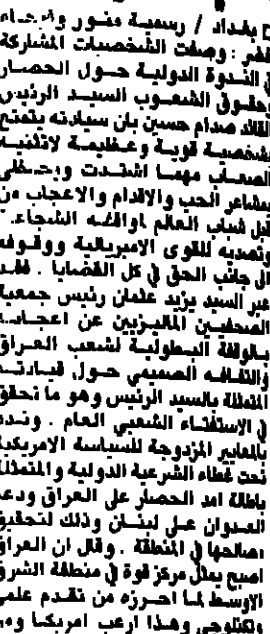 بغداد / رسمية منور و
: وصفت الشخصيات المشاركة
في الندوة الدولية حول الحصار
وحقوق الشعوب السيد الرئيس
القائد صدام حسين بان سيادته يتمتع
بشخصية قوية وعظيمة لاتثنيه
الصعاب مهما اشتدت ويحظى
بمشاعر الحب والاقدام والاعجاب من
قبل شباب العالم لمواقفه الشجاعة
وتصديه للقوى الامبريالية ووقوفه
الى جانب الحق في كل القضايا . فقد
عبر السيد يزيد عثمان رئيس جمعية
الصحفيين الماليزيين عن اعجابه
بالوقفة البطولية لشعب العراق
والتفافه الصميمي حول قيادته
المتمثلة بالسيد الرئيس وهو ما تحقق
في الاستفتاء الشعبي العام . وندد
بالمعايير المزدوجة للسياسة الامريكية
تحت غطاء الشرعية الدولية والمتمثلة
باطالة امد الحصار على العراق ودعم
العدوان على لبنان وذلك لتحقيق
مصالحها في المنطقة . وقال ان العراق
اصبح يمثل مركز قوة في منطقة الشرق
الاوسط لما احرزه من تقدم علمي
وتكنلوجي وهذا ارعب امريكا